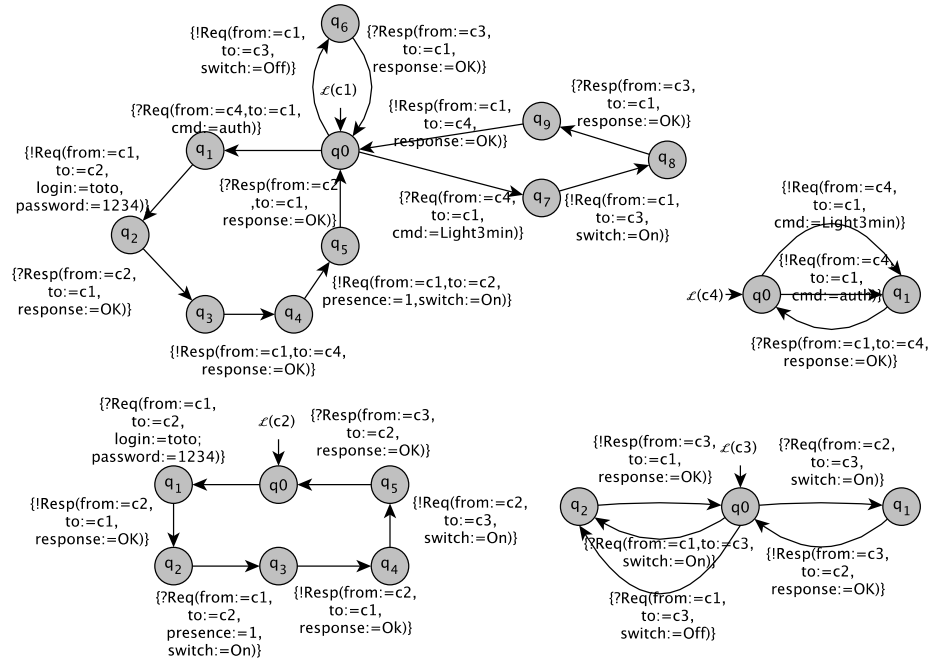 q6
{!Req(from:=c1,
to:=c3,
switch:=Off)}
{?Resp(from:=c3,
to:=c1,
response:=OK)}
ℒ(c1)
{?Req(from:=c4,to:=c1,
cmd:=auth)}
{!Resp(from:=c1,
to:=c4,
response:=OK)}
{?Resp(from:=c3,
to:=c1,
response:=OK)}
q9
q1
q0
q8
{!Req(from:=c1,
to:=c2,
login:=toto,
password:=1234)}
{?Resp(from:=c2
,to:=c1,
response:=OK)}
{?Req(from:=c4,
to:=c1,
cmd:=Light3min)}
q7
{!Req(from:=c1,
to:=c3,
switch:=On)}
q2
q5
{?Resp(from:=c2,
to:=c1,
response:=OK)}
{!Req(from:=c1,to:=c2,
presence:=1,switch:=On)}
q3
q4
{!Resp(from:=c1,to:=c4,
response:=OK)}
{!Req(from:=c4,
to:=c1,
cmd:=Light3min)}
{!Req(from:=c4,
to:=c1,
cmd:=auth)}
ℒ(c4)
q0
q1
{?Resp(from:=c1,to:=c4,
response:=OK)}
{?Req(from:=c1,
to:=c2,
login:=toto;
password:=1234)}
ℒ(c2)
{?Resp(from:=c3,
to:=c2,
response:=OK)}
q1
q0
q5
{!Resp(from:=c2,
to:=c1,
response:=OK)}
{!Req(from:=c2,
to:=c3,
switch:=On)}
q2
q3
q4
{?Req(from:=c1,
to:=c2,
presence:=1,
switch:=On)}
{!Resp(from:=c2,
to:=c1,
response:=Ok)}
{!Resp(from:=c3,
to:=c1,
response:=OK)}
ℒ(c3)
{?Req(from:=c2,
to:=c3,
switch:=On)}
q2
q0
q1
{?Req(from:=c1,to:=c3,
switch:=On)}
{!Resp(from:=c3,
to:=c2,
response:=OK)}
{?Req(from:=c1,
to:=c3,
switch:=Off)}